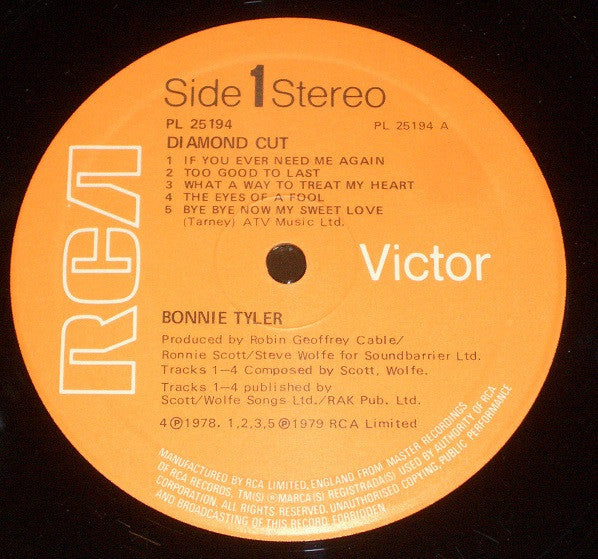 Side 1 Stereo
PL 25194 PL 25194 A
DIAMOND CUT
1 IF YOU EVER NEED ME AGAIN
2 TOO GOOD TO LAST
3 WHAT A WAY TO TREAT MY HEART
4 THE EYES OF A FOOL
5 BYE BYE NOW MY SWEET LOVE
(Tarney) ATV Music Ltd.
RCA
Victor
BONNIE TYLER
Produced by Robin Geoffrey Cable/
Ronnie Scott/Steve Wolfe for Soundbarrier Ltd.
Tracks 1–4 Composed by Scott, Wolfe.
Tracks 1–4 published by
Scott/Wolfe Songs Ltd./RAK Pub. Ltd.
4 ℗ 1978. 1,2,3,5 ℗ 1979 RCA Limited
MANUFACTURED BY RCA LIMITED, ENGLAND FROM MASTER RECORDINGS
OF RCA RECORDS. TM(S) ® MARCA(S) REGISTRADA(S) USED BY AUTHORITY OF RCA
CORPORATION. ALL RIGHTS RESERVED. UNAUTHORISED COPYING, PUBLIC PERFORMANCE
AND BROADCASTING OF THIS RECORD FORBIDDEN